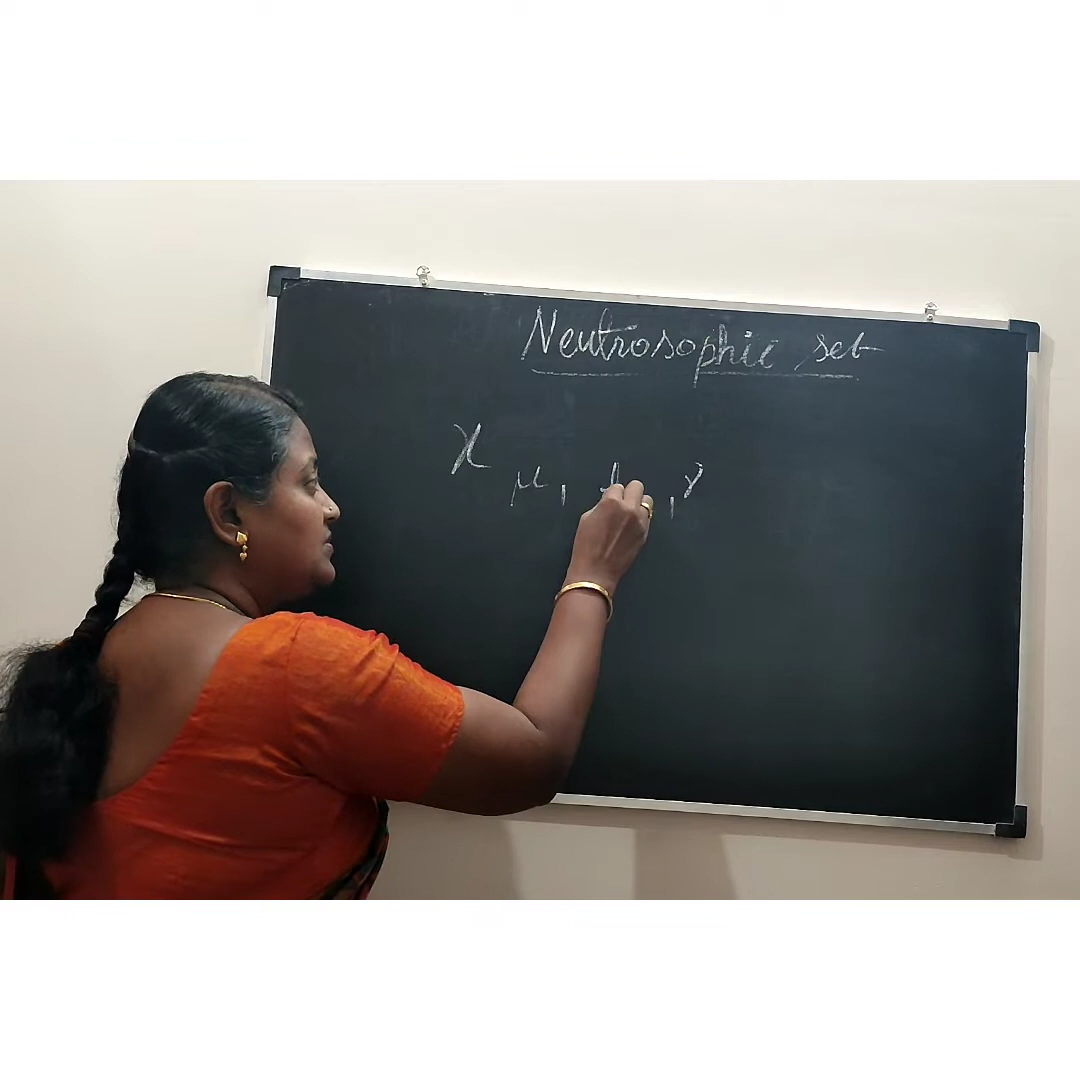 Neutrosophic set
x
μ, , γ